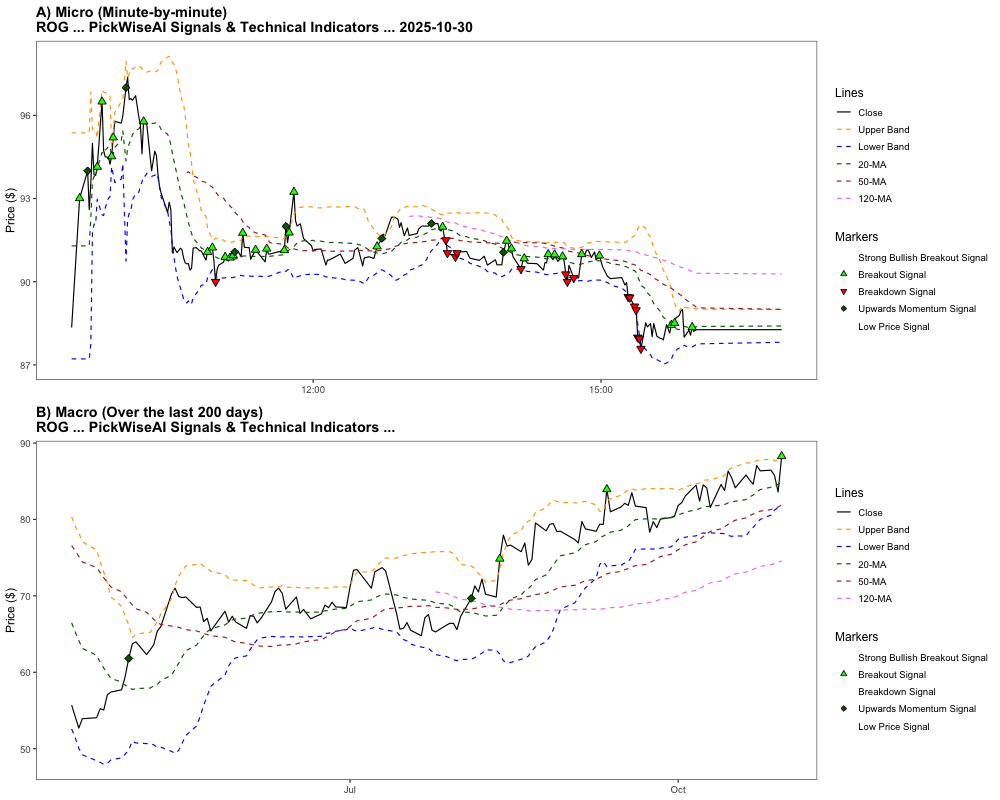 A) Micro (Minute-by-minute)
ROG ... PickWiseAI Signals & Technical Indicators ... 2025-10-30
Price ($)
96
93
90
87
12:00
15:00
Lines
Close
Upper Band
Lower Band
20-MA
50-MA
120-MA
Markers
Strong Bullish Breakout Signal
Breakout Signal
Breakdown Signal
Upwards Momentum Signal
Low Price Signal
B) Macro (Over the last 200 days)
ROG ... PickWiseAI Signals & Technical Indicators ...
Price ($)
90
80
70
60
50
Jul
Oct
Lines
Close
Upper Band
Lower Band
20-MA
50-MA
120-MA
Markers
Strong Bullish Breakout Signal
Breakout Signal
Breakdown Signal
Upwards Momentum Signal
Low Price Signal